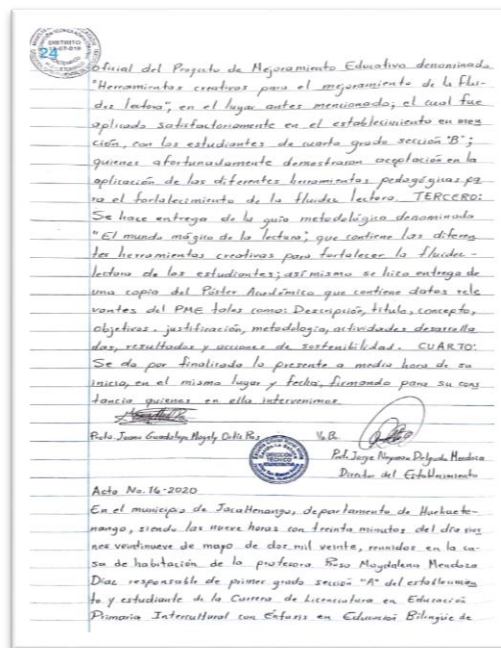 DISTRITO
24
oficial del Proyecto de Mejoramiento Educativo denominado
"Herramientas creativas para el mejoramiento de la flui-
dez lectora", en el lugar antes mencionado; el cual fue
aplicado satisfactoriamente en el establecimiento en men
ción, con los estudiantes de cuarto grado sección "B";
quienes afortunadamente demostraron aceptación en la
aplicación de las diferentes herramientas pedagógicas pa
ra el fortalecimiento de la fluidez lectora. TERCERO:
Se hace entrega de la guía metodológica denominada
"El mundo mágico de la lectura", que contiene las diferen
tes herramientas creativas para fortalecer la fluidez
lectora de los estudiantes; así mismo se hizo entrega de
una copia del Póster Académico que contiene datos rele
vantes del PME tales como: Descripción, título, concepto,
objetivos, justificación, metodología, actividades desarrolla
das, resultados y acciones de sostenibilidad. CUARTO:
Se da por finalizado la presente a media hora de su
inicio, en el mismo lugar y fecha, firmando para su cons
tancia quienes en ella intervenimos.
Guadalupe Magely Ortiz Vo.Bo.
DIRECCIÓN
TÉCNICO
Prof. Jorge Neyman Delgado Mendoza
Director del Establecimiento
Acta No. 16-2020
En el municipio de Jacaltenango, departamento de Huehuete-
nango, siendo las nueve horas con treinta minutos del día vier
nes veintinueve de mayo de dos mil veinte, reunidos en la ca-
sa de habitación de la profesora Rosa Magdalena Mendoza
Díaz responsable de primer grado sección "A" del establecimien
to y estudiante de la Carrera de Licenciatura en Educación
Primaria Intercultural con Énfasis en Educación Bilingüe de